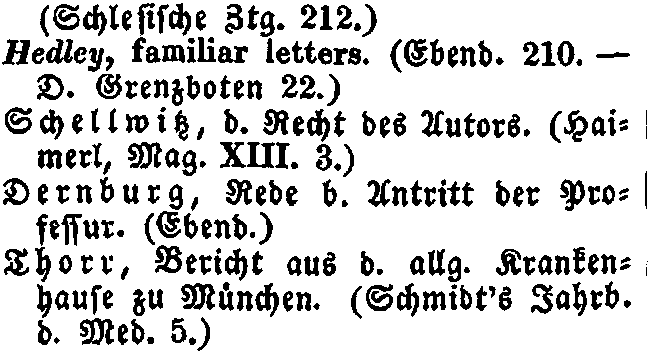 (Schlesische Ztg. 212.)
Hedley, familiar letters. (Ebend. 210. —
D. Grenzboten 22.)
Schellwitz, d. Recht des Autors. (Hai-
merl, Mag. XIII. 3.)
Dernburg, Rede b. Antritt der Pro-
fessur. (Ebend.)
Thorr, Bericht aus d. allg. Kranken-
hause zu München. (Schmidt's Jahrb.
d. Med. 5.)